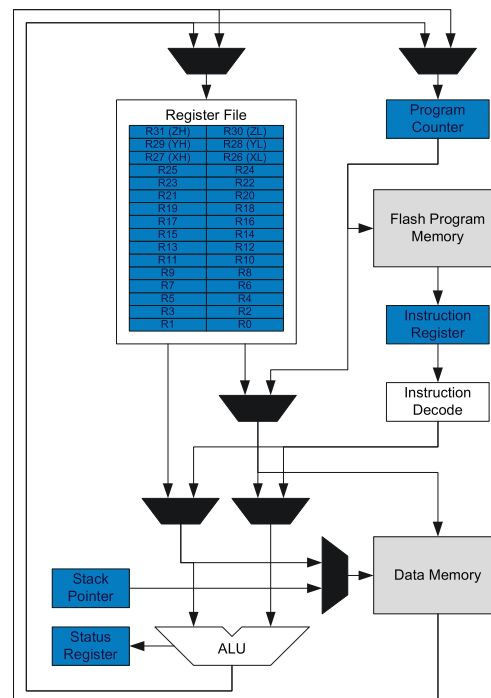 Register File
R31 (ZH) R30 (ZL)
R29 (YH) R28 (YL)
R27 (XH) R26 (XL)
R25 R24
R23 R22
R21 R20
R19 R18
R17 R16
R15 R14
R13 R12
R11 R10
R9 R8
R7 R6
R5 R4
R3 R2
R1 R0
Program
Counter
Flash Program
Memory
Instruction
Register
Instruction
Decode
Data Memory
Stack
Pointer
Status
Register
ALU